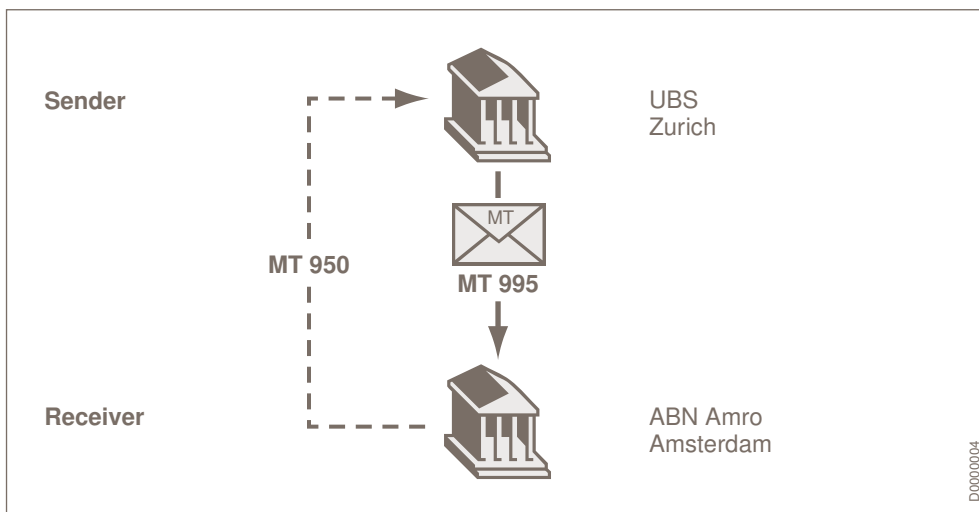 Sender
UBS
Zurich
MT
MT 950
MT 995
Receiver
ABN Amro
Amsterdam
D0000004